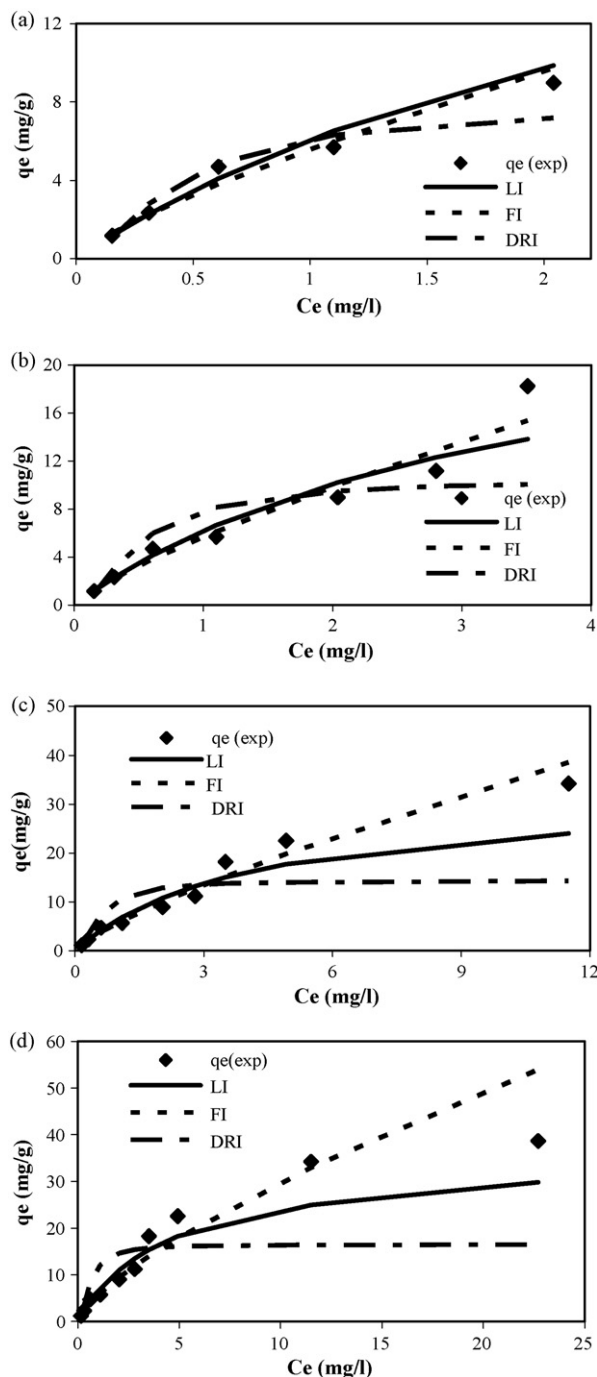 (a)
qe (mg/g)
12
8
4
0
0
0.5
1
1.5
2
Ce (mg/l)
qe (exp)
LI
FI
DRI
(b)
qe (mg/g)
20
16
12
8
4
0
0
1
2
3
4
Ce (mg/l)
qe (exp)
LI
FI
DRI
(c)
qe(mg/g)
50
40
30
20
10
0
0
3
6
9
12
Ce (mg/l)
qe (exp)
LI
FI
DRI
(d)
qe (mg/g)
60
50
40
30
20
10
0
0
5
10
15
20
25
Ce (mg/l)
qe(exp)
LI
FI
DRI